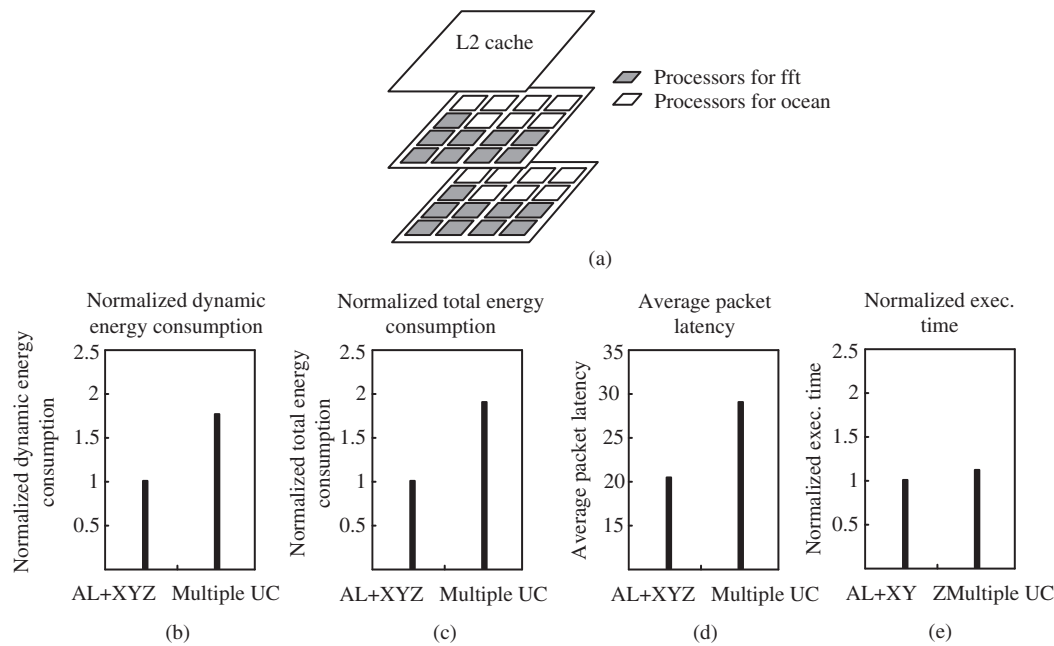 L2 cache
Processors for fft
Processors for ocean
(a)
Normalized dynamic
energy consumption
Normalized dynamic energy
consumption
2.5
2
1.5
1
0.5
AL+XYZ Multiple UC
(b)
Normalized total energy
consumption
Normalized total energy
consumption
2.5
2
1.5
1
0.5
AL+XYZ Multiple UC
(c)
Average packet
latency
Average packet latency
35
30
25
20
15
AL+XYZ Multiple UC
(d)
Normalized exec.
time
Normalized exec. time
2.5
2
1.5
1
0.5
AL+XY ZMultiple UC
(e)